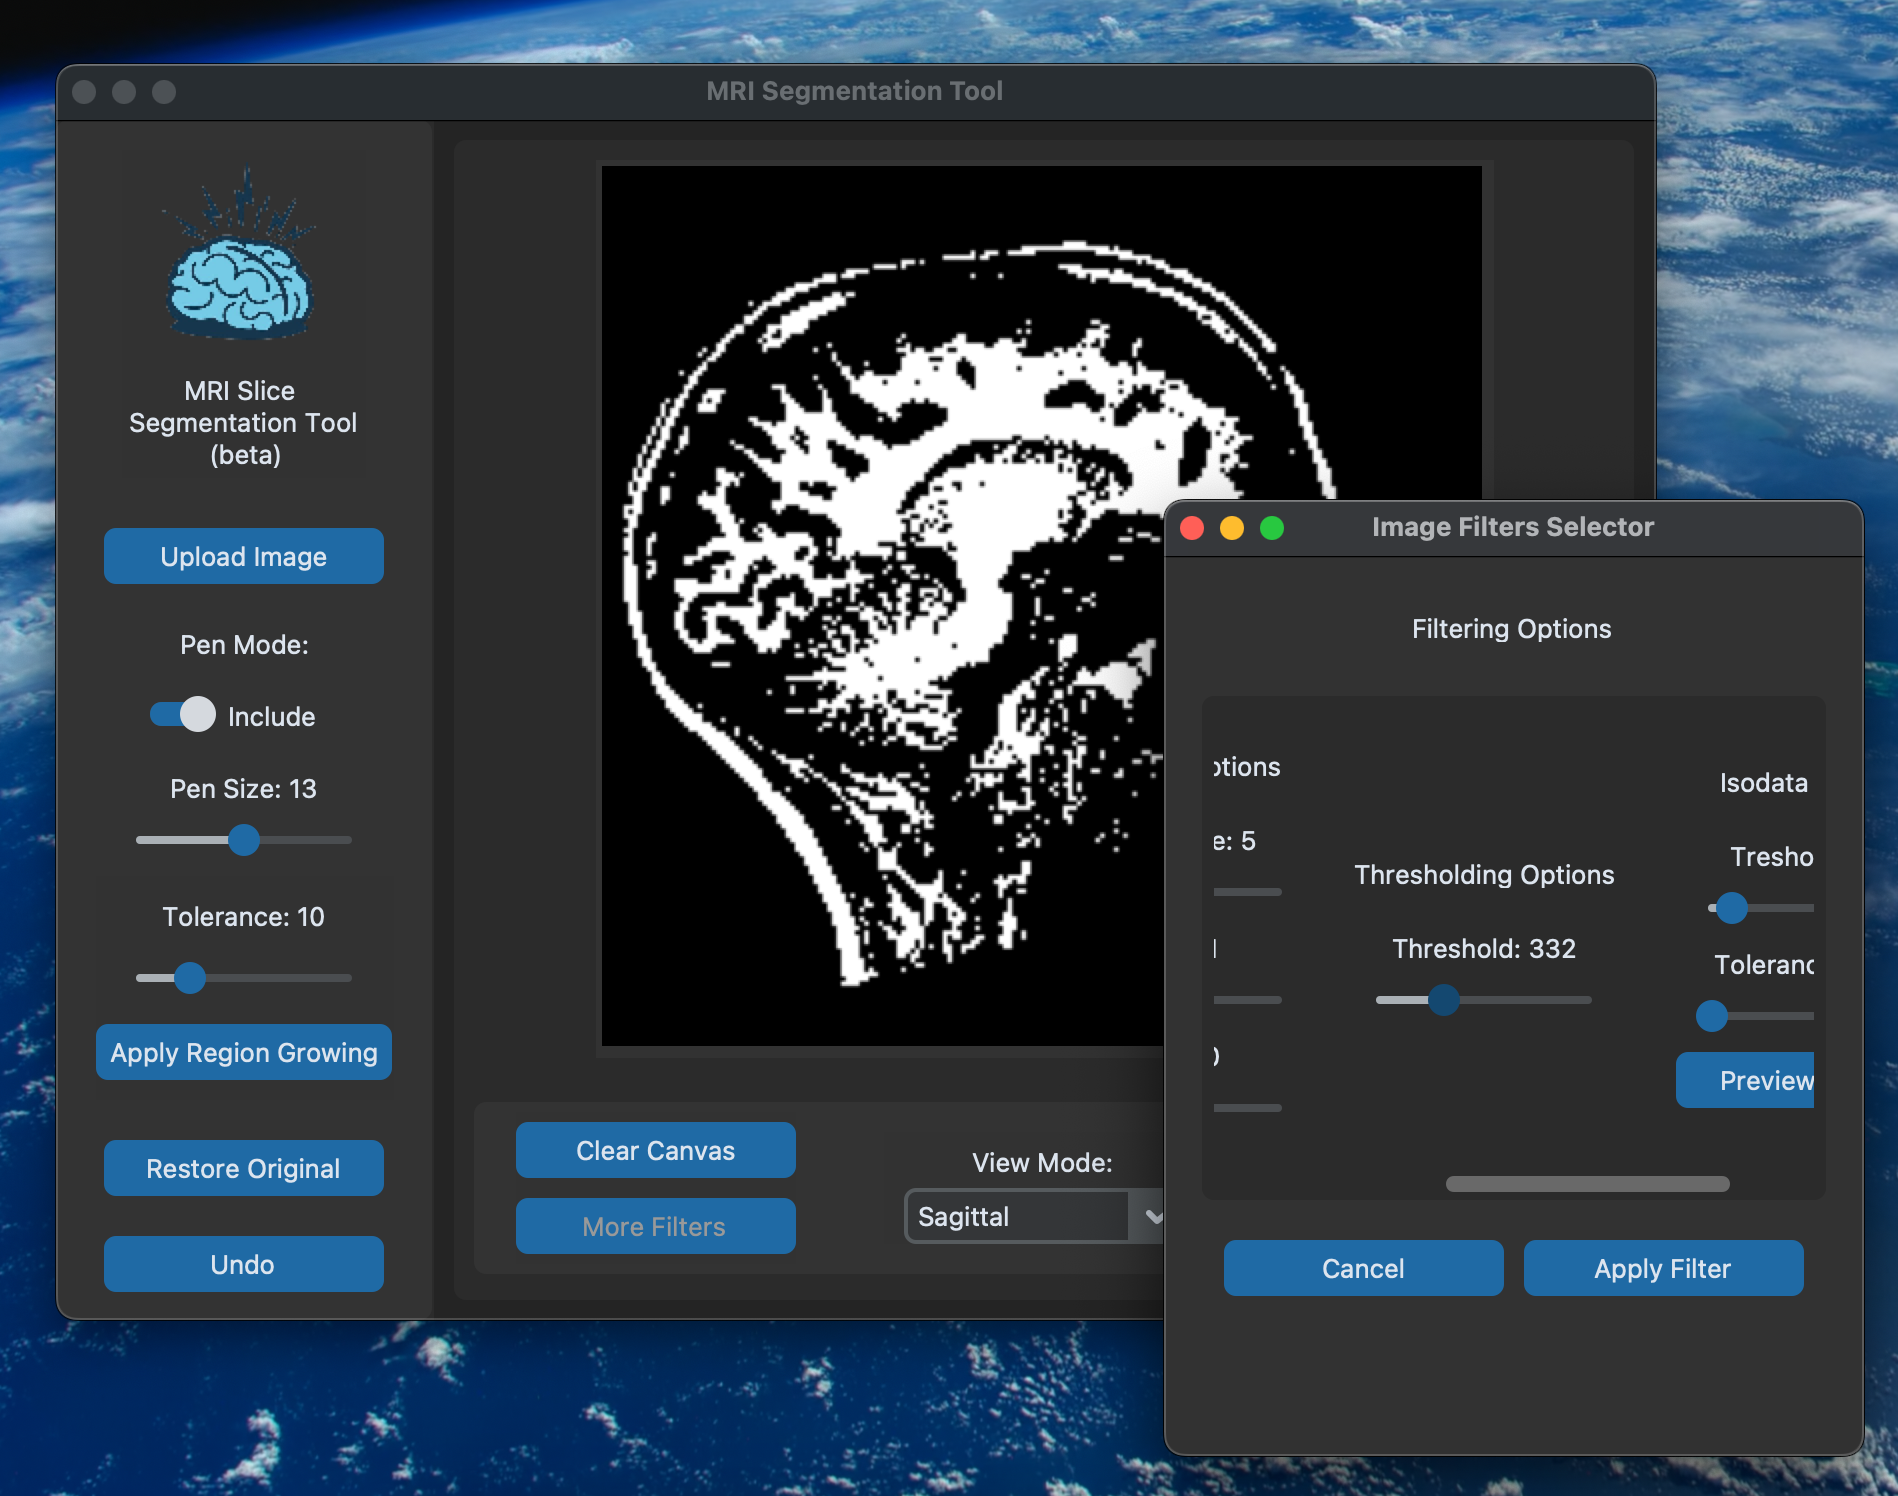 MRI Segmentation Tool
MRI Slice
Segmentation Tool
(beta)
Upload Image
Pen Mode:
Include
Pen Size: 13
Tolerance: 10
Apply Region Growing
Restore Original
Undo
Clear Canvas
More Filters
View Mode:
Sagittal
Image Filters Selector
Filtering Options
ptions
e: 5
Thresholding Options
Threshold: 332
Isodata
Tresho
Toleranc
Preview
Cancel
Apply Filter